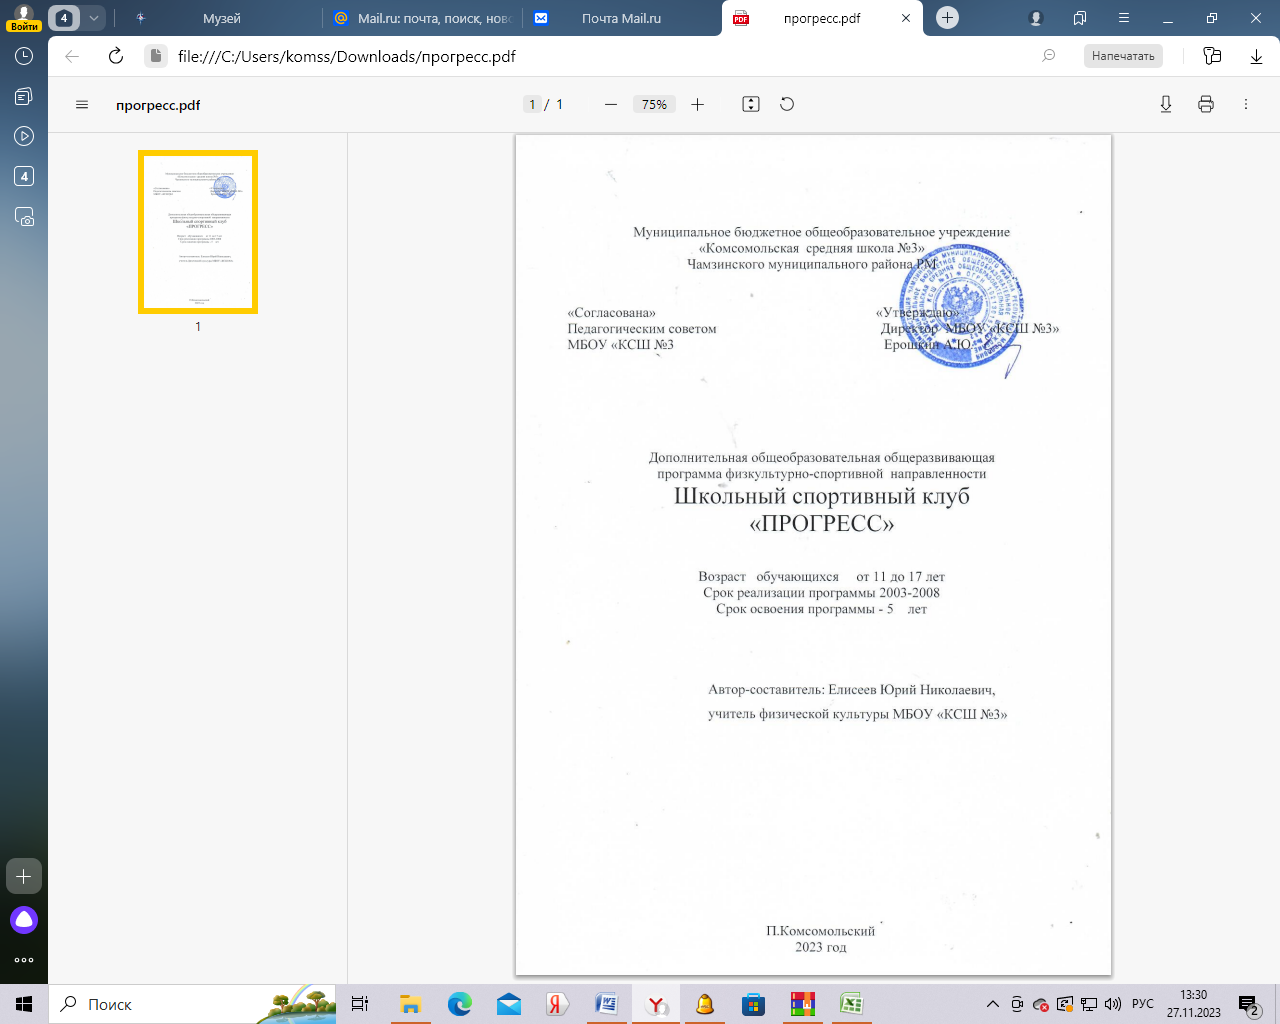 Войти
4
Музей
Mail.ru: почта, поиск, ново
Почта Mail.ru
прогресс.pdf
file:///C:/Users/komss/Downloads/прогресс.pdf
Напечатать
прогресс.pdf
1 / 1
75%
4
1
Муниципальное бюджетное общеобразовательное учреждение
«Комсомольская средняя школа №3»
Чамзинского муниципального района РМ
«Согласована»
«Утверждаю»
Педагогическим советом
Директор МБОУ «КСШ №3»
МБОУ «КСШ №3
Ерошкин А.Ю.
Дополнительная общеобразовательная общеразвивающая
программа физкультурно-спортивной направленности
Школьный спортивный клуб
«ПРОГРЕСС»
Возраст обучающихся от 11 до 17 лет
Срок реализации программы 2003-2008
Срок освоения программы - 5 лет
Автор-составитель: Елисеев Юрий Николаевич,
учитель физической культуры МБОУ «КСШ №3»
П.Комсомольский
2023 год
Поиск
РУС
13:30
27.11.2023
2